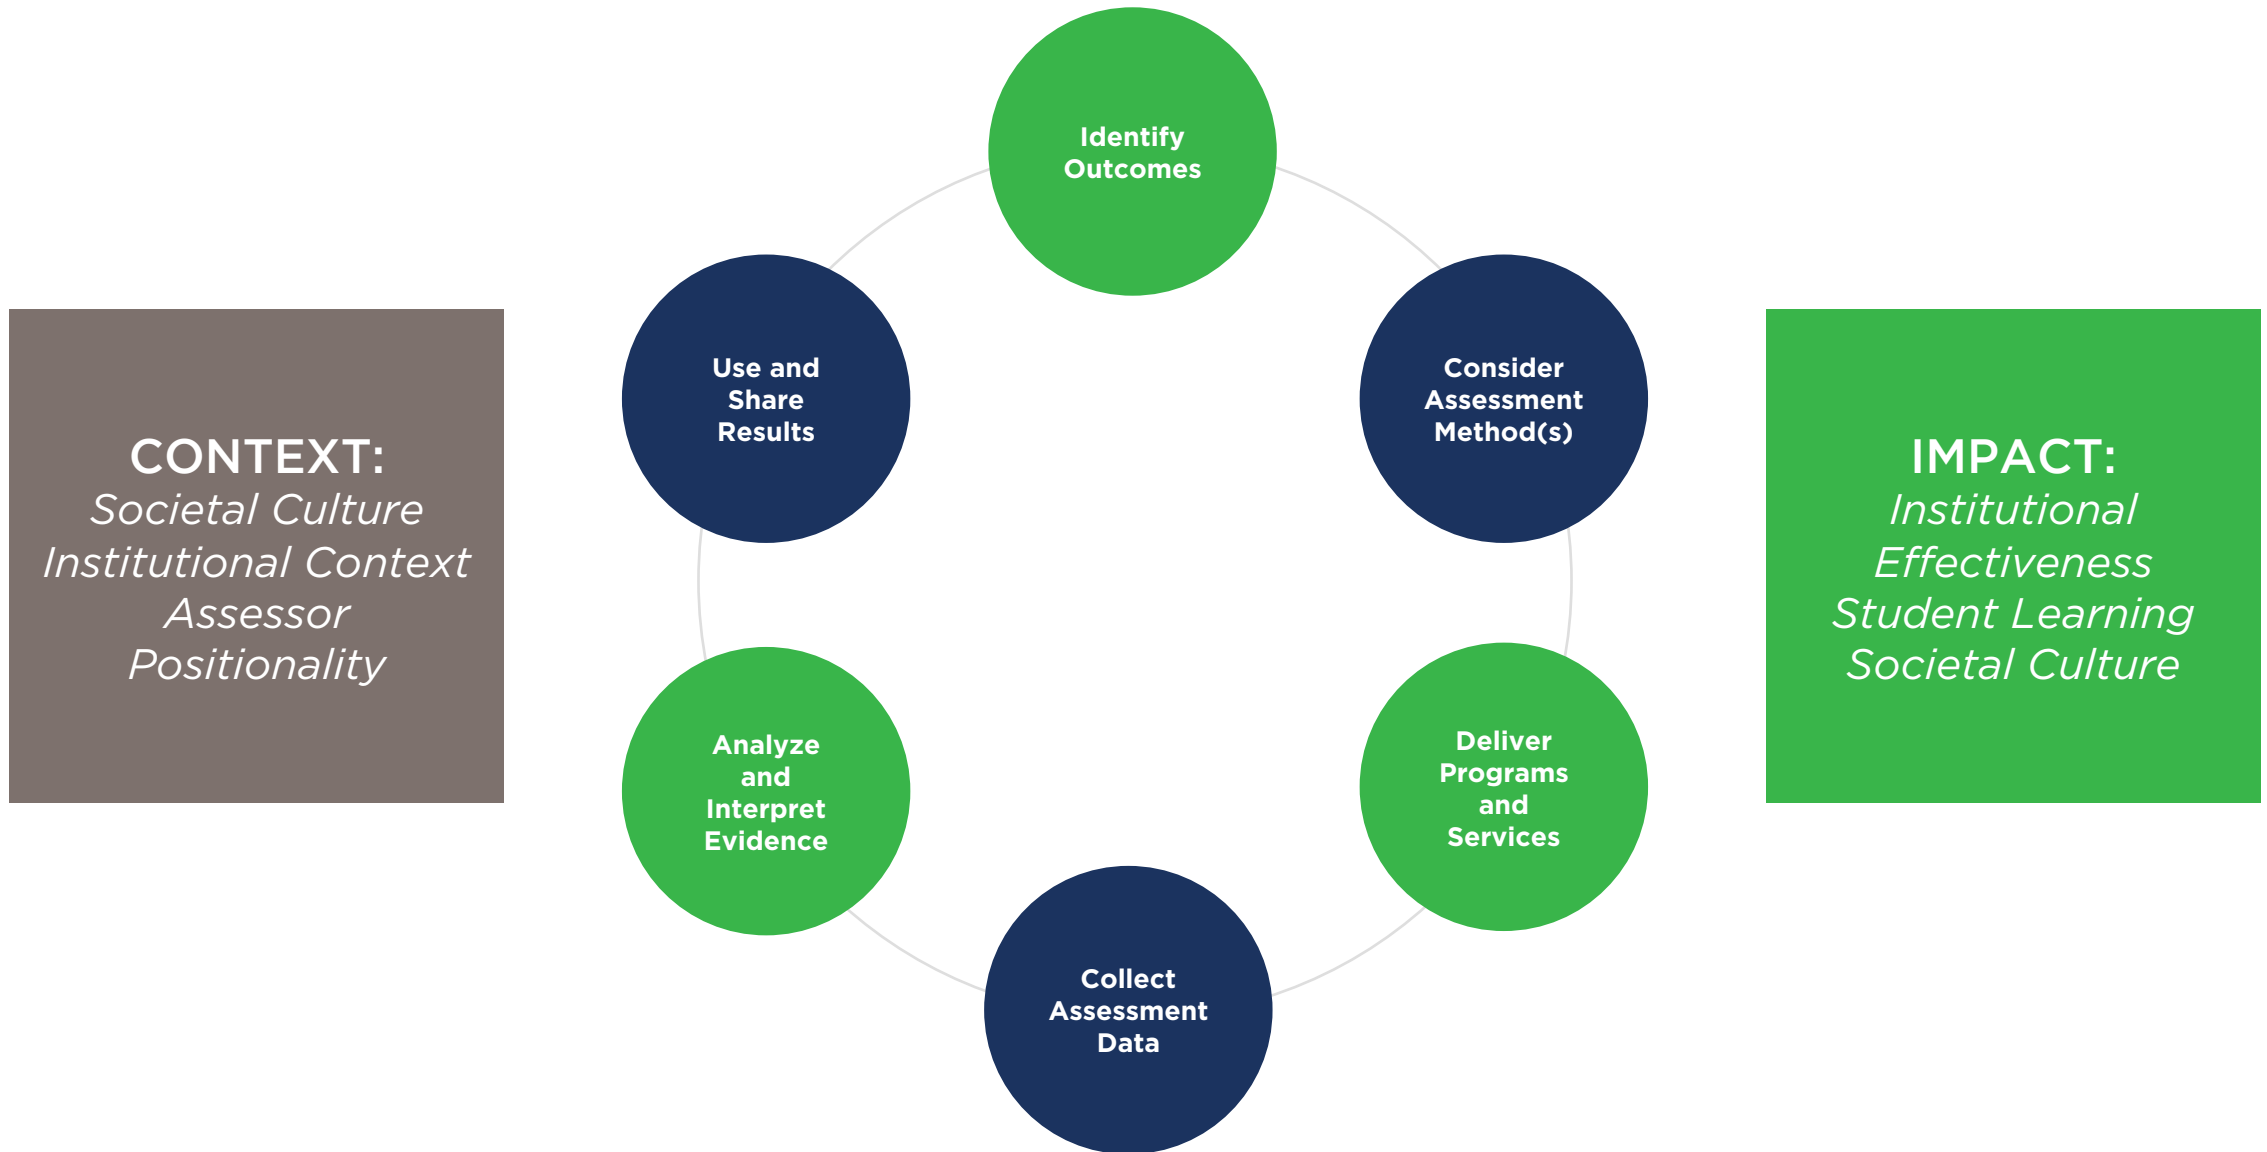 Identify
Outcomes
Consider
Assessment
Method(s)
Deliver
Programs
and
Services
Collect
Assessment
Data
Analyze
and
Interpret
Evidence
Use and
Share
Results
CONTEXT:
Societal Culture
Institutional Context
Assessor
Positionality
IMPACT:
Institutional
Effectiveness
Student Learning
Societal Culture